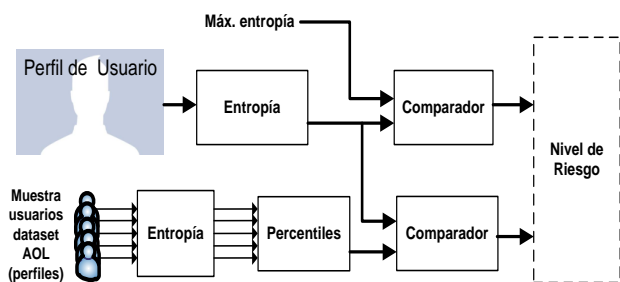 Máx. entropía
Perfil de Usuario
Entropía
Comparador
Nivel de
Riesgo
Muestra
usuarios
dataset
AOL
(perfiles)
Entropía
Percentiles
Comparador